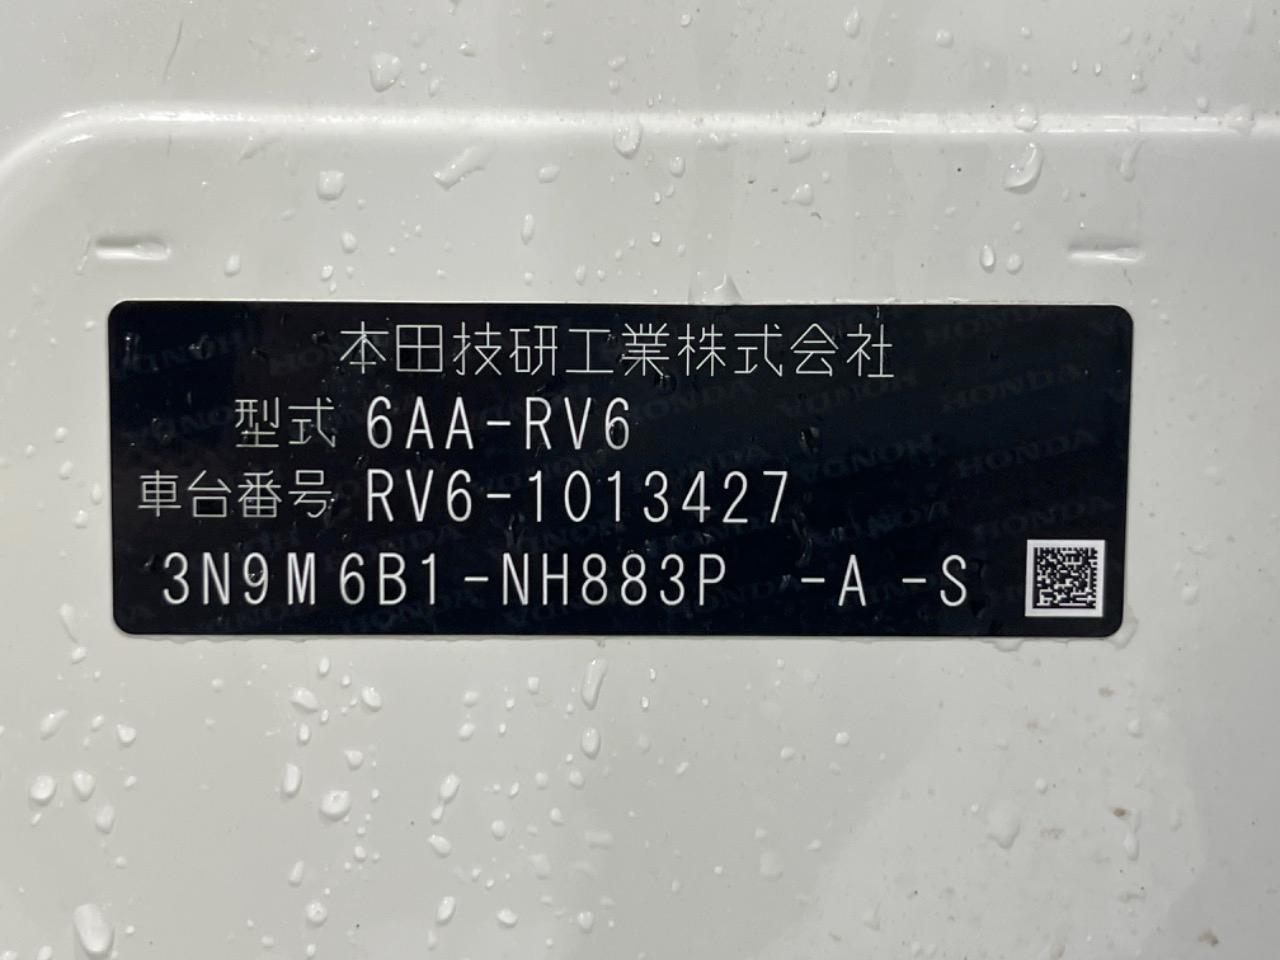 本田技研工業株式会社
型式 6AA-RV6
車台番号 RV6-1013427
3N9M6B1-NH883P -A -S